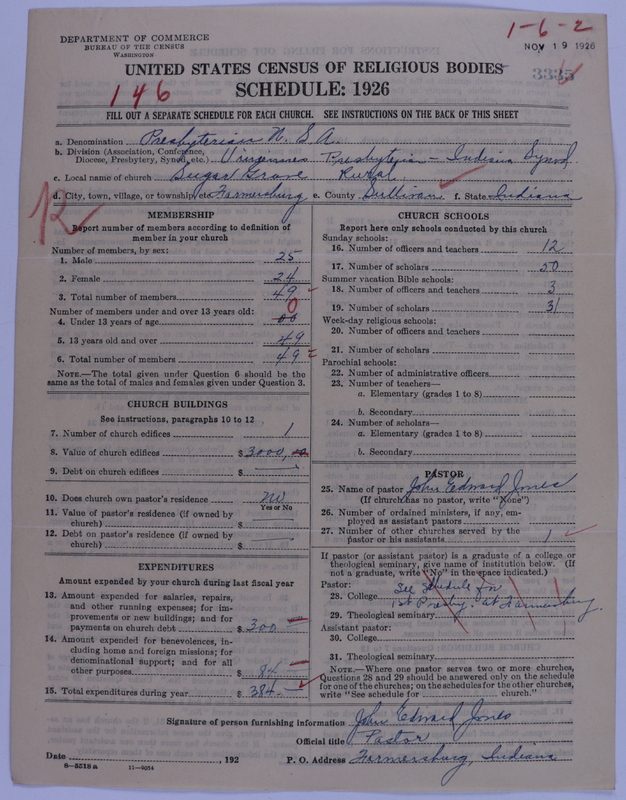 DEPARTMENT OF COMMERCE
BUREAU OF THE CENSUS
WASHINGTON
1-6-2
NOV 19 1926
UNITED STATES CENSUS OF RELIGIOUS BODIES
146
SCHEDULE: 1926
FILL OUT A SEPARATE SCHEDULE FOR EACH CHURCH. SEE INSTRUCTIONS ON THE BACK OF THIS SHEET
a. Denomination Presbyterian U.S.A.
b. Division (Association, Conference,
Diocese, Presbytery, Synod, etc.) Vincennes Presbyterian - Indiana Synod.
c. Local name of church Sugar Grove Rural
d. City, town, village, or township, etc. Farmersburg e. County Sullivan f. State Indiana
12
MEMBERSHIP
Report number of members according to definition of
member in your church
Number of members, by sex:
1. Male 25
2. Female 24
3. Total number of members 49
Number of members under and over 13 years old:
0
4. Under 13 years of age 00
5. 13 years old and over 49
6. Total number of members 49
NOTE.—The total given under Question 6 should be the
same as the total of males and females given under Question 3.
CHURCH BUILDINGS
See instructions, paragraphs 10 to 12
7. Number of church edifices 1
8. Value of church edifices $ 3000,00
9. Debt on church edifices $
10. Does church own pastor's residence no
Yes or No
11. Value of pastor's residence (if owned by
church) $
12. Debt on pastor's residence (if owned by
church) $
EXPENDITURES
Amount expended by your church during last fiscal year
13. Amount expended for salaries, repairs,
and other running expenses; for im-
provements or new buildings; and for
payments on church debt $ 300
14. Amount expended for benevolences, in-
cluding home and foreign missions; for
denominational support; and for all
other purposes $ 84
15. Total expenditures during year $ 384
CHURCH SCHOOLS
Report here only schools conducted by this church
Sunday schools:
16. Number of officers and teachers 12
17. Number of scholars 50
Summer vacation Bible schools:
18. Number of officers and teachers 3
19. Number of scholars 31
Week-day religious schools:
20. Number of officers and teachers
21. Number of scholars
Parochial schools:
22. Number of administrative officers
23. Number of teachers—
a. Elementary (grades 1 to 8)
b. Secondary
24. Number of scholars—
a. Elementary (grades 1 to 8)
b. Secondary
PASTOR
25. Name of pastor John Edward Jones
(If church has no pastor, write "None")
26. Number of ordained ministers, if any, em-
ployed as assistant pastors
27. Number of other churches served by the
pastor or his assistants 1
If pastor (or assistant pastor) is a graduate of a college or
theological seminary, give name of institution below. (If
not a graduate, write "No" in the space indicated.)
Pastor:
28. College See Schedule for
1st Presby. at Farmersburg.
29. Theological seminary
Assistant pastor:
30. College
31. Theological seminary
NOTE.—Where one pastor serves two or more churches,
Questions 28 and 29 should be answered only on the schedule
for one of the churches; on the schedules for the other churches,
write "See schedule for church."
Signature of person furnishing information John Edward Jones
Official title Pastor
Date , 192
P. O. Address Farmersburg, Indiana
8-5518 a
11-9034